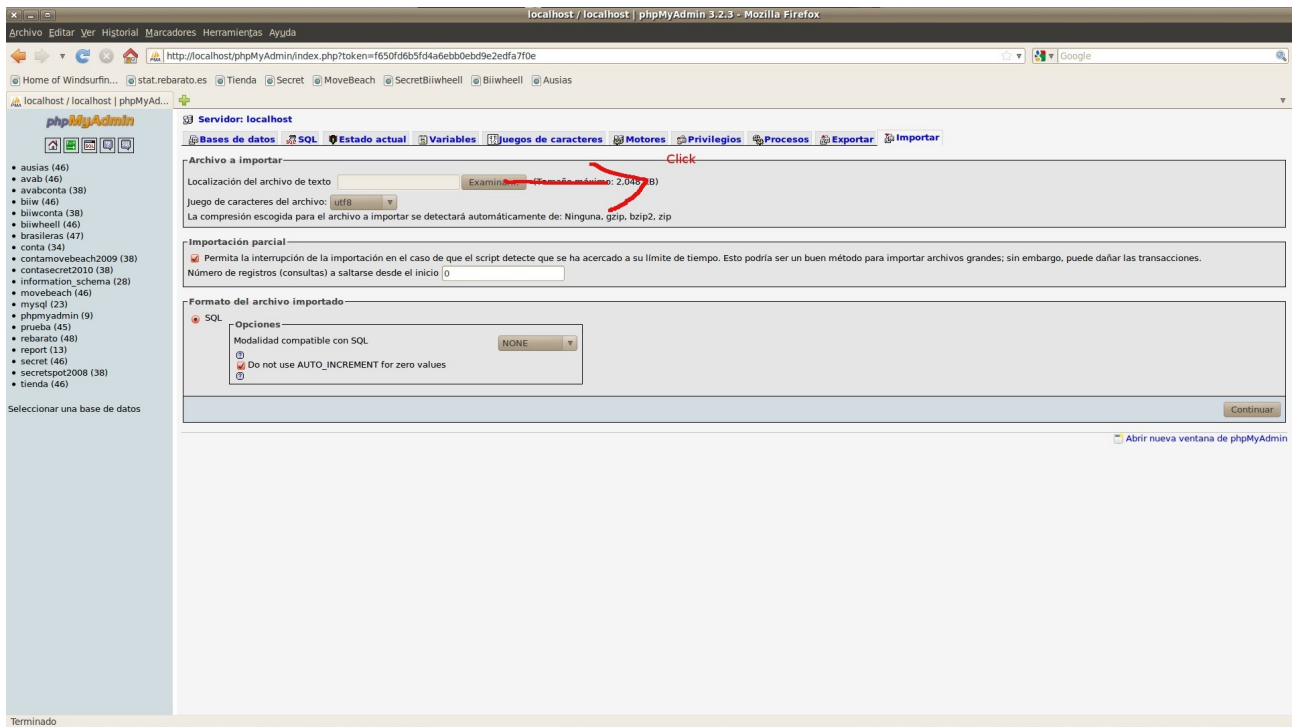 localhost / localhost | phpMyAdmin 3.2.3 - Mozilla Firefox
Archivo Editar Ver Historial Marcadores Herramientas Ayuda
http://localhost/phpMyAdmin/index.php?token=f650fd6b5fd4a6ebb0ebd9e2edfa7f0e
Google
Home of Windsurfin... stat.rebarato.es Tienda Secret MoveBeach SecretBiiwheell Biiwheell Ausias
localhost / localhost | phpMyAd...
phpMyAdmin
ausias (46)
avab (46)
avabconta (38)
biiw (46)
biiwconta (38)
biiwheell (46)
brasileras (47)
conta (34)
contamovebeach2009 (38)
contasecret2010 (38)
information_schema (28)
movebeach (46)
mysql (23)
phpmyadmin (9)
prueba (45)
rebarato (48)
report (13)
secret (46)
secretspot2008 (38)
tienda (46)
Seleccionar una base de datos
Servidor: localhost
Bases de datos SQL Estado actual Variables Juegos de caracteres Motores Privilegios Procesos Exportar Importar
Archivo a importar
Click
Localización del archivo de texto Examinar... (Tamaño máximo: 2,048 KB)
Juego de caracteres del archivo: utf8
La compresión escogida para el archivo a importar se detectará automáticamente de: Ninguna, gzip, bzip2, zip
Importación parcial
Permita la interrupción de la importación en el caso de que el script detecte que se ha acercado a su límite de tiempo. Esto podría ser un buen método para importar archivos grandes; sin embargo, puede dañar las transacciones.
Número de registros (consultas) a saltarse desde el inicio 0
Formato del archivo importado
SQL
Opciones
Modalidad compatible con SQL NONE
Do not use AUTO_INCREMENT for zero values
Continuar
Abrir nueva ventana de phpMyAdmin
Terminado